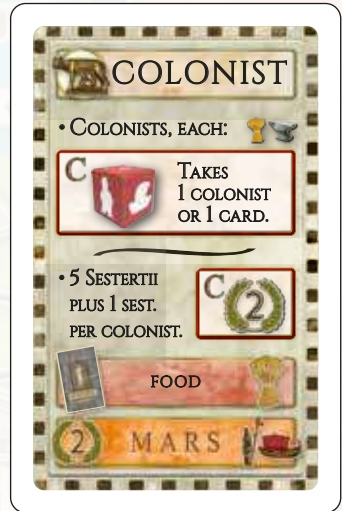 COLONIST
• COLONISTS, EACH:
C
TAKES
1 COLONIST
OR 1 CARD.
• 5 SESTERTII
PLUS 1 SEST.
PER COLONIST.
C
2
FOOD
2 MARS